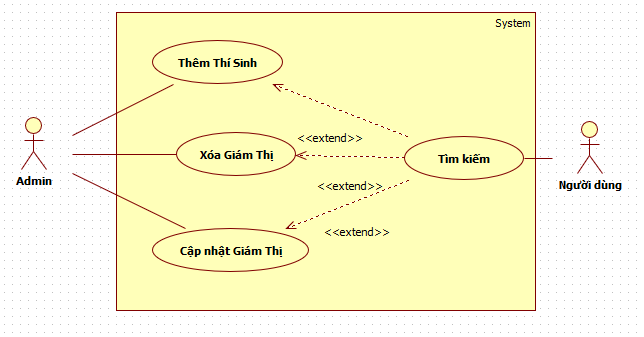 System
Thêm Thí Sinh
<<extend>>
Admin
Xóa Giám Thị
Tìm kiếm
Người dùng
<<extend>>
<<extend>>
Cập nhật Giám Thị